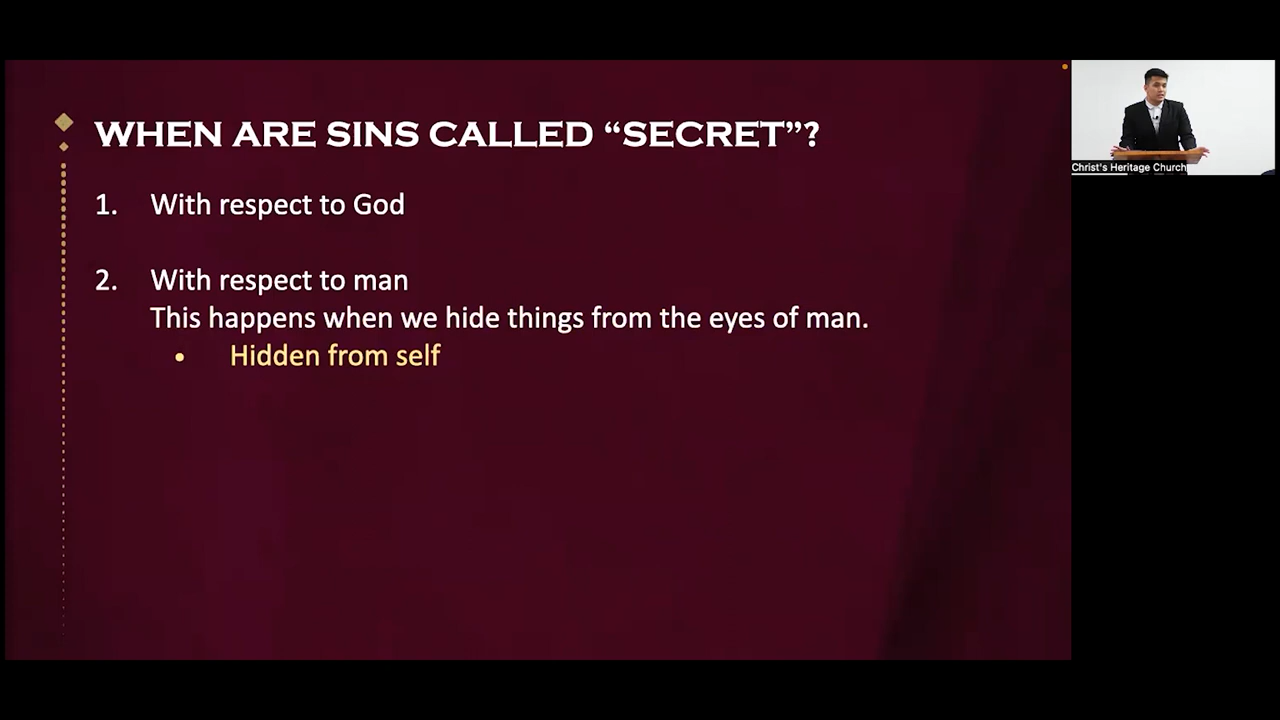 WHEN ARE SINS CALLED “SECRET”?
1. With respect to God
2. With respect to man
This happens when we hide things from the eyes of man.
• Hidden from self
Christ's Heritage Church